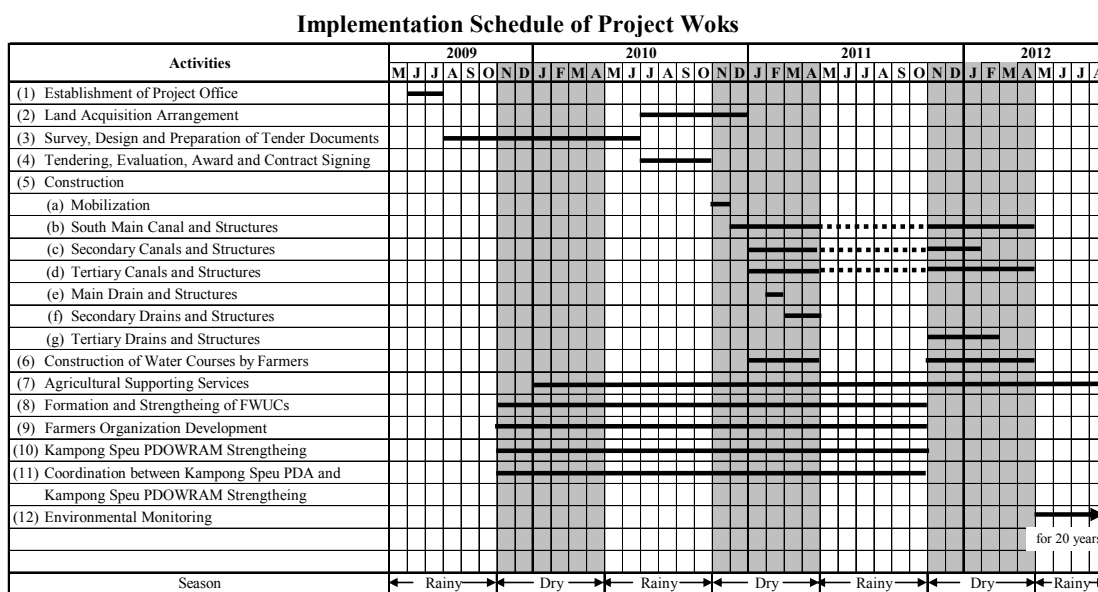 Implementation Schedule of Project Woks
Activities 2009 2010 2011 2012
M J J A S O N D J F M A M J J A S O N D J F M A M J J A S O N D J F M A M J J A
(1) Establishment of Project Office
(2) Land Acquisition Arrangement
(3) Survey, Design and Preparation of Tender Documents
(4) Tendering, Evaluation, Award and Contract Signing
(5) Construction
(a) Mobilization
(b) South Main Canal and Structures
(c) Secondary Canals and Structures
(d) Tertiary Canals and Structures
(e) Main Drain and Structures
(f) Secondary Drains and Structures
(g) Tertiary Drains and Structures
(6) Construction of Water Courses by Farmers
(7) Agricultural Supporting Services
(8) Formation and Strengtheing of FWUCs
(9) Farmers Organization Development
(10) Kampong Speu PDOWRAM Strengtheing
(11) Coordination between Kampong Speu PDA and
Kampong Speu PDOWRAM Strengtheing
(12) Environmental Monitoring
for 20 years
Season Rainy Dry Rainy Dry Rainy Dry Rainy